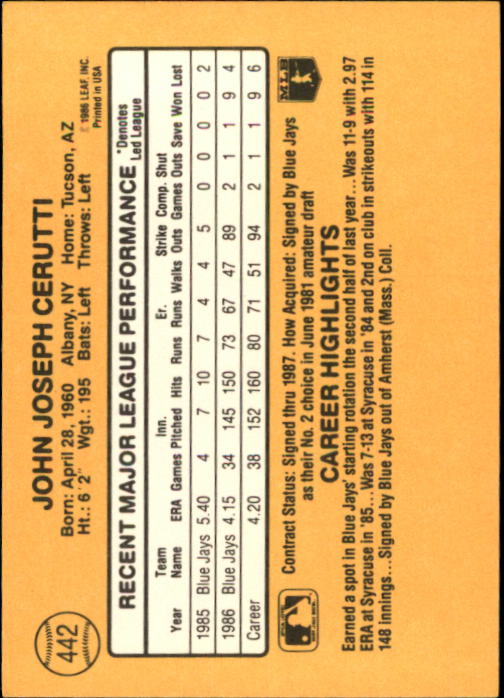 442
JOHN JOSEPH CERUTTI
Born: April 28, 1960 Albany, NY Home: Tucson, AZ
Ht.: 6'2" Wgt.: 195 Bats: Left Throws: Left
© 1986 LEAF, INC.
Printed in USA
RECENT MAJOR LEAGUE PERFORMANCE
*Denotes
Led League
Team Inn. Er. Strike Comp. Shut
Year Name ERA Games Pitched Hits Runs Runs Walks Outs Games Outs Save Won Lost
1985 Blue Jays 5.40 4 7 10 7 4 4 5 0 0 0 0 2
1986 Blue Jays 4.15 34 145 150 73 67 47 89 2 1 1 9 4
Career 4.20 38 152 160 80 71 51 94 2 1 1 9 6
Contract Status: Signed thru 1987. How Acquired: Signed by Blue Jays
as their No. 2 choice in June 1981 amateur draft
MLB
CAREER HIGHLIGHTS
Earned a spot in Blue Jays' starting rotation the second half of last year...Was 11-9 with 2.97
ERA at Syracuse in '85...Was 7-13 at Syracuse in '84 and 2nd on club in strikeouts with 114 in
148 innings...Signed by Blue Jays out of Amherst (Mass.) Coll.